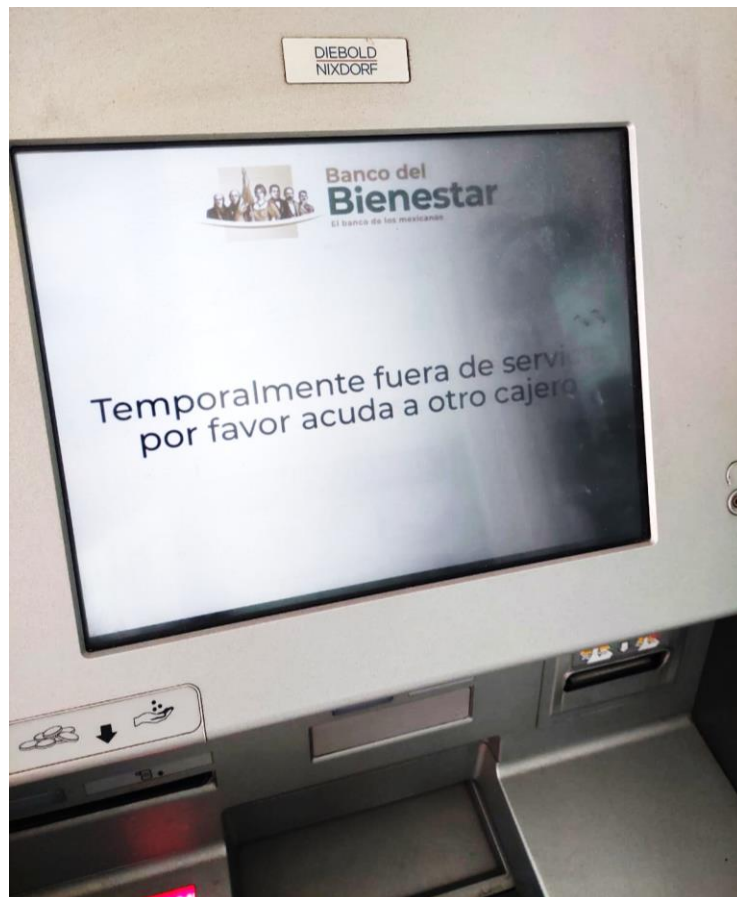 DIEBOLD
NIXDORF
Banco del
Bienestar
El banco de los mexicanos
Temporalmente fuera de
por favor acuda a otro cajero